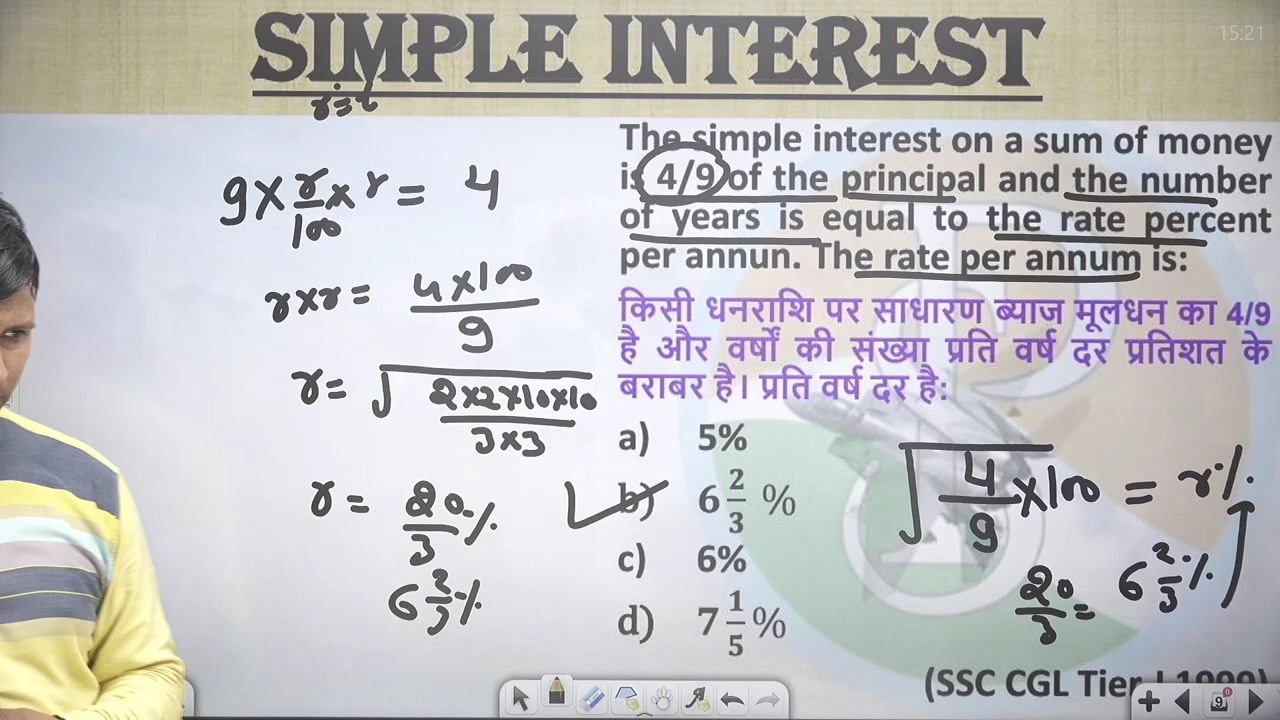 SIMPLE INTEREST
15:21
r=t
9×r/100×r= 4
r×r= 4×100/9
r= √2×2×10×10/3×3
r= 20/3%
6 2/3%
The simple interest on a sum of money
is 4/9 of the principal and the number
of years is equal to the rate percent
per annun. The rate per annum is:
किसी धनराशि पर साधारण ब्याज मूलधन का 4/9
है और वर्षों की संख्या प्रति वर्ष दर प्रतिशत के
बराबर है। प्रति वर्ष दर है:
a) 5%
b) 6 2/3 %
c) 6%
d) 7 1/5 %
√4/9×100 = r%
20/3= 6 2/3%
(SSC CGL Tier I 1999)
9